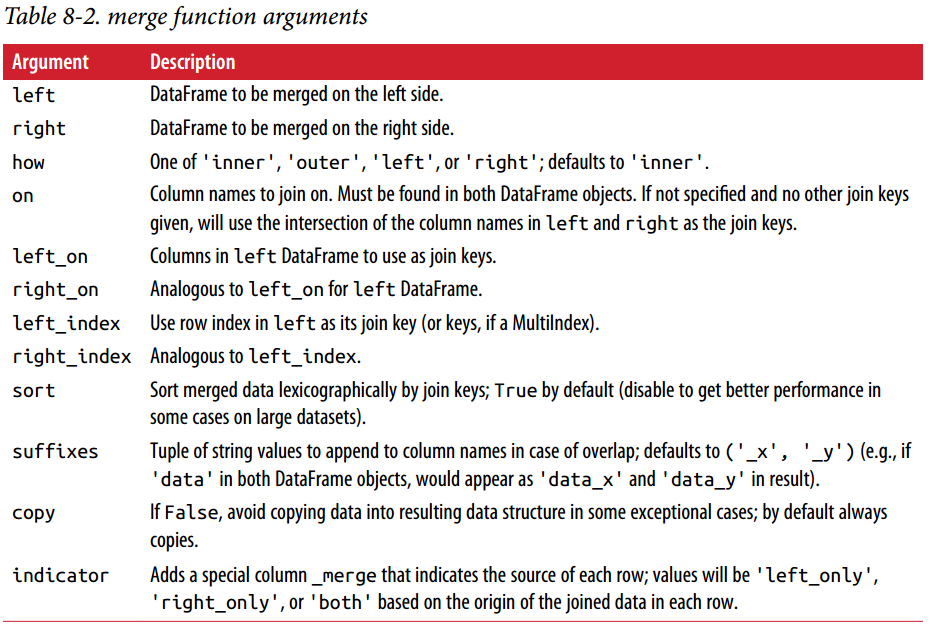 Table 8-2. merge function arguments
Argument Description
left DataFrame to be merged on the left side.
right DataFrame to be merged on the right side.
how One of 'inner', 'outer', 'left', or 'right'; defaults to 'inner'.
on Column names to join on. Must be found in both DataFrame objects. If not specified and no other join keys
given, will use the intersection of the column names in left and right as the join keys.
left_on Columns in left DataFrame to use as join keys.
right_on Analogous to left_on for left DataFrame.
left_index Use row index in left as its join key (or keys, if a MultiIndex).
right_index Analogous to left_index.
sort Sort merged data lexicographically by join keys; True by default (disable to get better performance in
some cases on large datasets).
suffixes Tuple of string values to append to column names in case of overlap; defaults to ('_x', '_y') (e.g., if
'data' in both DataFrame objects, would appear as 'data_x' and 'data_y' in result).
copy If False, avoid copying data into resulting data structure in some exceptional cases; by default always
copies.
indicator Adds a special column _merge that indicates the source of each row; values will be 'left_only',
'right_only', or 'both' based on the origin of the joined data in each row.